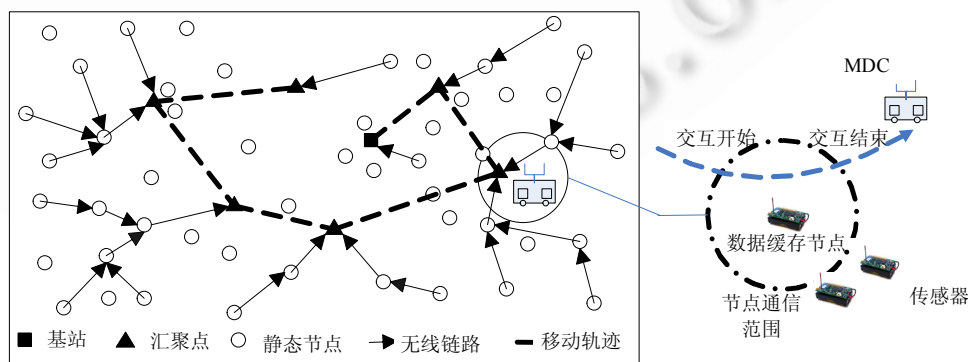 MDC
交互开始
交互结束
数据缓存节点
传感器
节点通信
范围
基站
汇聚点
静态节点
无线链路
移动轨迹